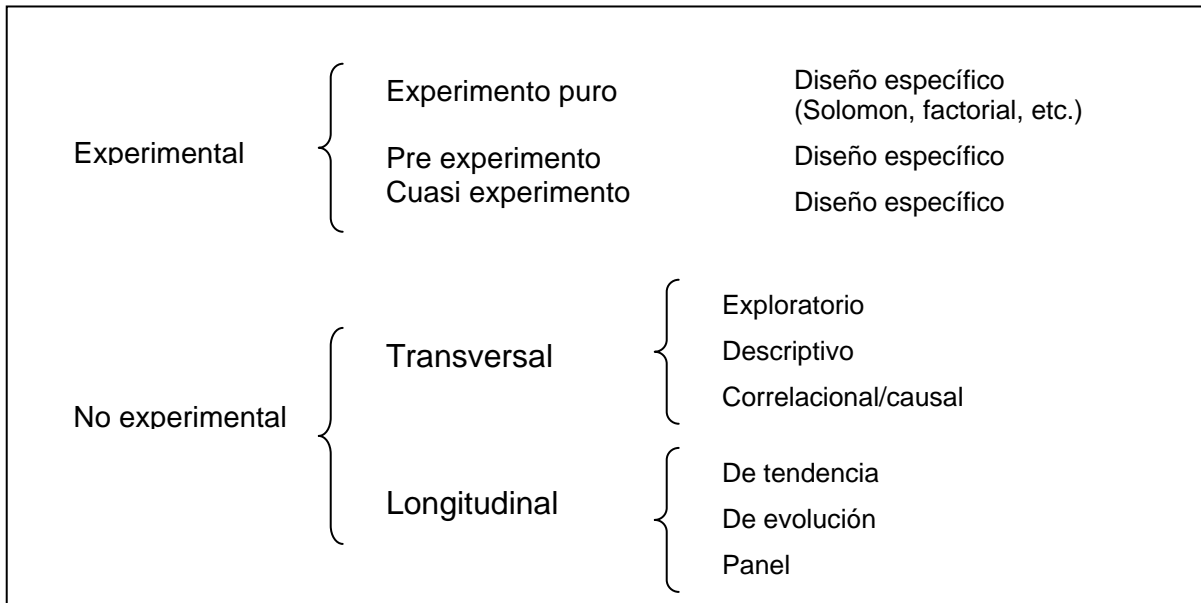 Experimental
Experimento puro
Diseño específico
(Solomon, factorial, etc.)
Pre experimento
Diseño específico
Cuasi experimento
Diseño específico
No experimental
Transversal
Exploratorio
Descriptivo
Correlacional/causal
Longitudinal
De tendencia
De evolución
Panel